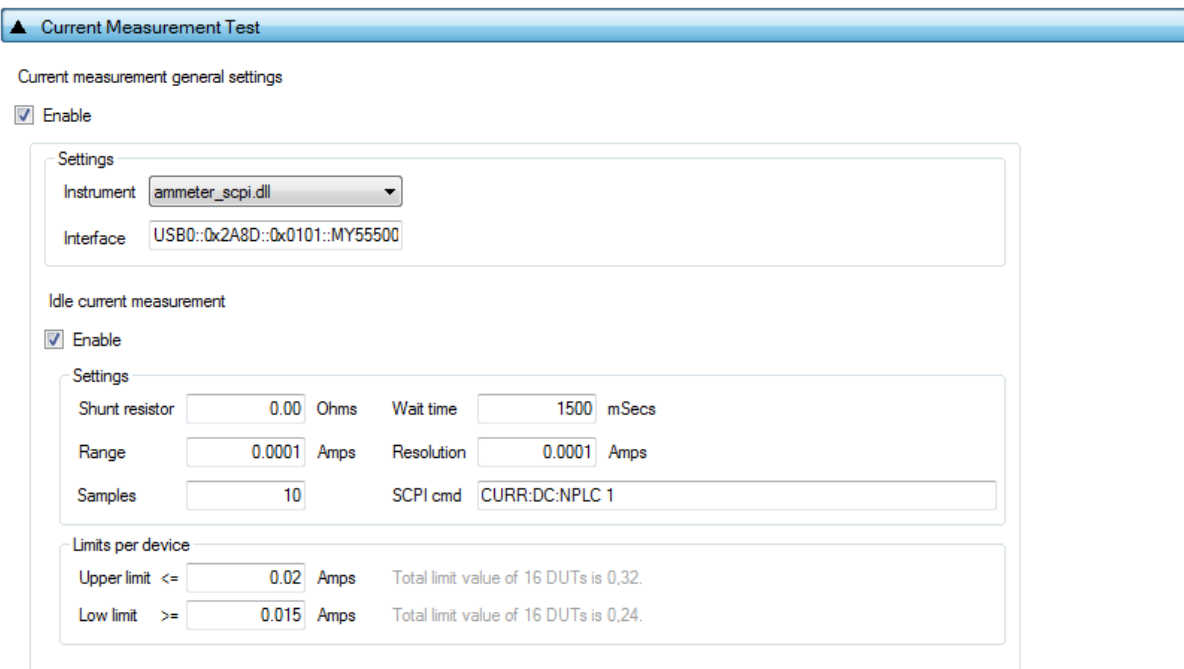 Current Measurement Test
Current measurement general settings
Enable
Settings
Instrument ammeter_scpi.dll
Interface USB0::0x2A8D::0x0101::MY55500
Idle current measurement
Enable
Settings
Shunt resistor 0.00 Ohms Wait time 1500 mSecs
Range 0.0001 Amps Resolution 0.0001 Amps
Samples 10 SCPI cmd CURR:DC:NPLC 1
Limits per device
Upper limit <= 0.02 Amps Total limit value of 16 DUTs is 0,32.
Low limit >= 0.015 Amps Total limit value of 16 DUTs is 0,24.